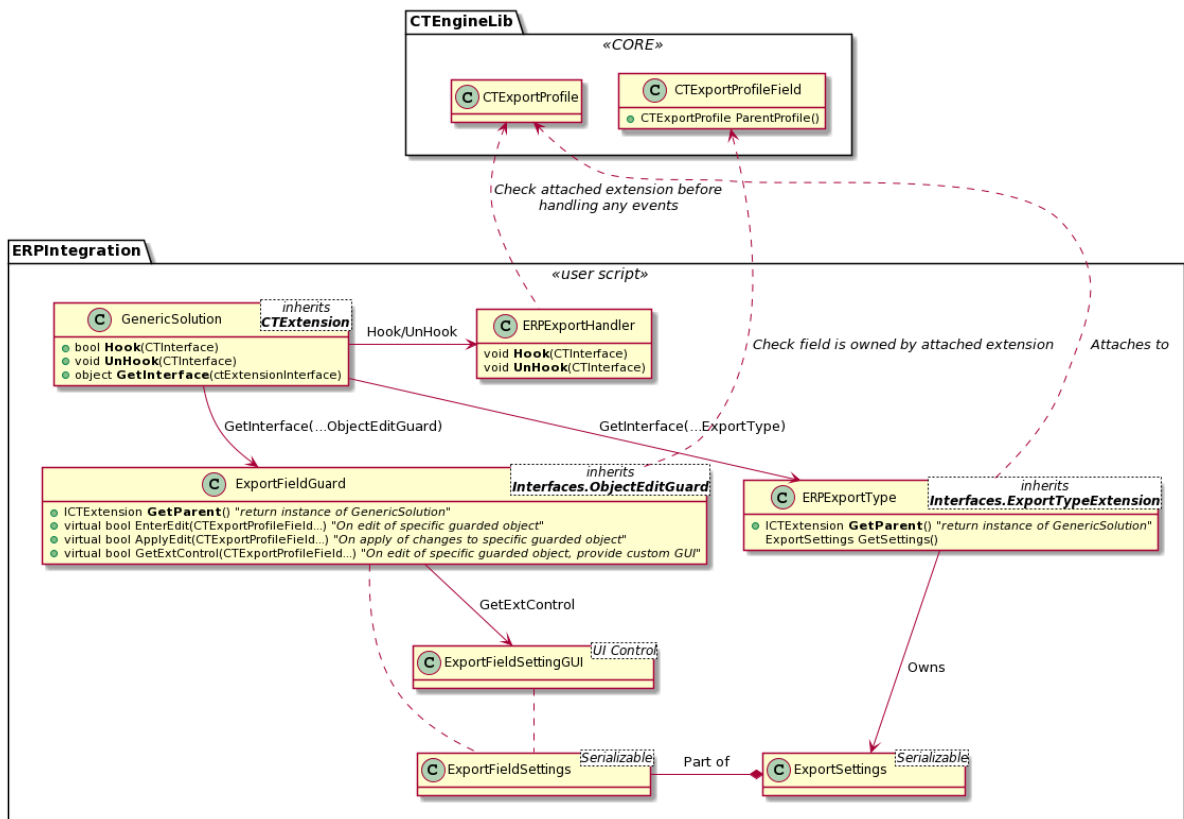 CTEngineLib
«CORE»
C CTExportProfile
C CTExportProfileField
CTExportProfile ParentProfile()
Check attached extension before
handling any events
ERPIntegration
«user script»
C GenericSolution
inherits
CTExtension
bool Hook(CTInterface)
void UnHook(CTInterface)
object GetInterface(ctExtensionInterface)
Hook/UnHook
C ERPExportHandler
void Hook(CTInterface)
void UnHook(CTInterface)
Check field is owned by attached extension
Attaches to
GetInterface(...ObjectEditGuard)
GetInterface(...ExportType)
C ExportFieldGuard
inherits
Interfaces.ObjectEditGuard
ICTExtension GetParent() "return instance of GenericSolution"
virtual bool EnterEdit(CTExportProfileField...) "On edit of specific guarded object"
virtual bool ApplyEdit(CTExportProfileField...) "On apply of changes to specific guarded object"
virtual bool GetExtControl(CTExportProfileField...) "On edit of specific guarded object, provide custom GUI"
C ERPExportType
inherits
Interfaces.ExportTypeExtension
ICTExtension GetParent() "return instance of GenericSolution"
ExportSettings GetSettings()
GetExtControl
C ExportFieldSettingGUI
UI Control
Owns
C ExportFieldSettings
Serializable
Part of
C ExportSettings
Serializable